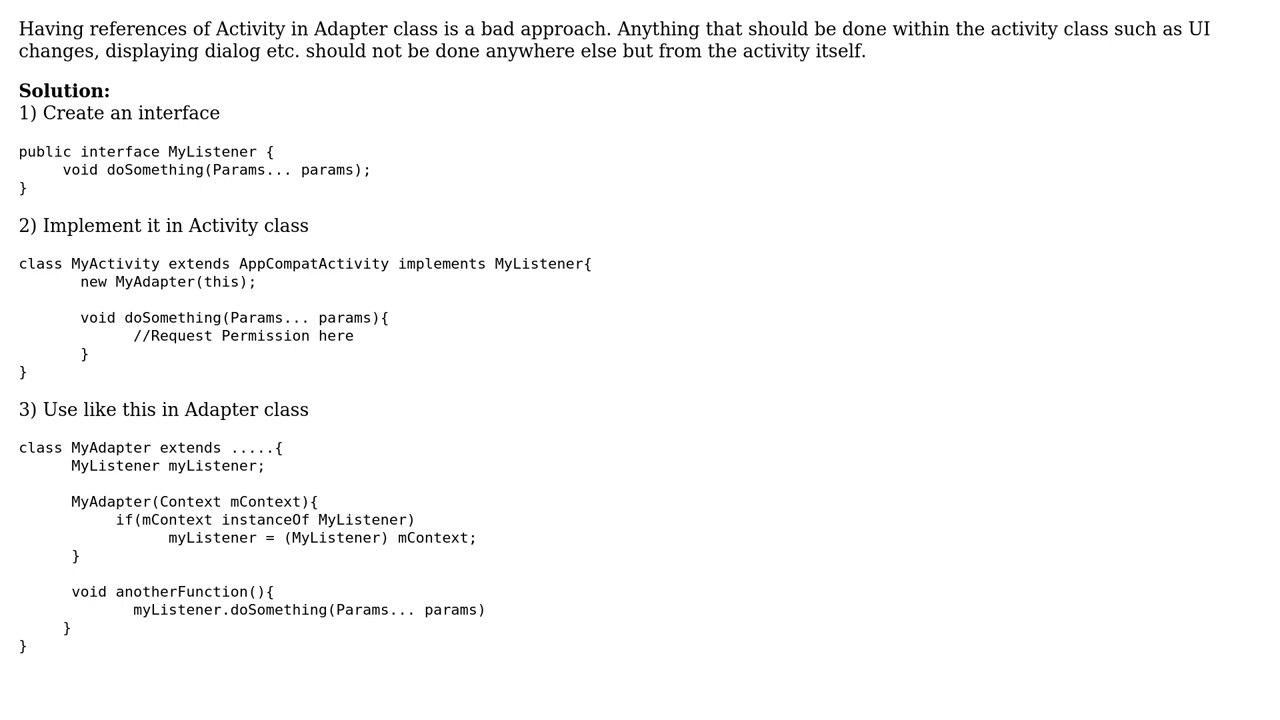 Having references of Activity in Adapter class is a bad approach. Anything that should be done within the activity class such as UI
changes, displaying dialog etc. should not be done anywhere else but from the activity itself.
Solution:
1) Create an interface
public interface MyListener {
     void doSomething(Params... params);
}
2) Implement it in Activity class
class MyActivity extends AppCompatActivity implements MyListener{
       new MyAdapter(this);
       void doSomething(Params... params){
             //Request Permission here
       }
}
3) Use like this in Adapter class
class MyAdapter extends .....{
      MyListener myListener;
      MyAdapter(Context mContext){
           if(mContext instanceOf MyListener)
                 myListener = (MyListener) mContext;
      }
      void anotherFunction(){
             myListener.doSomething(Params... params)
     }
}